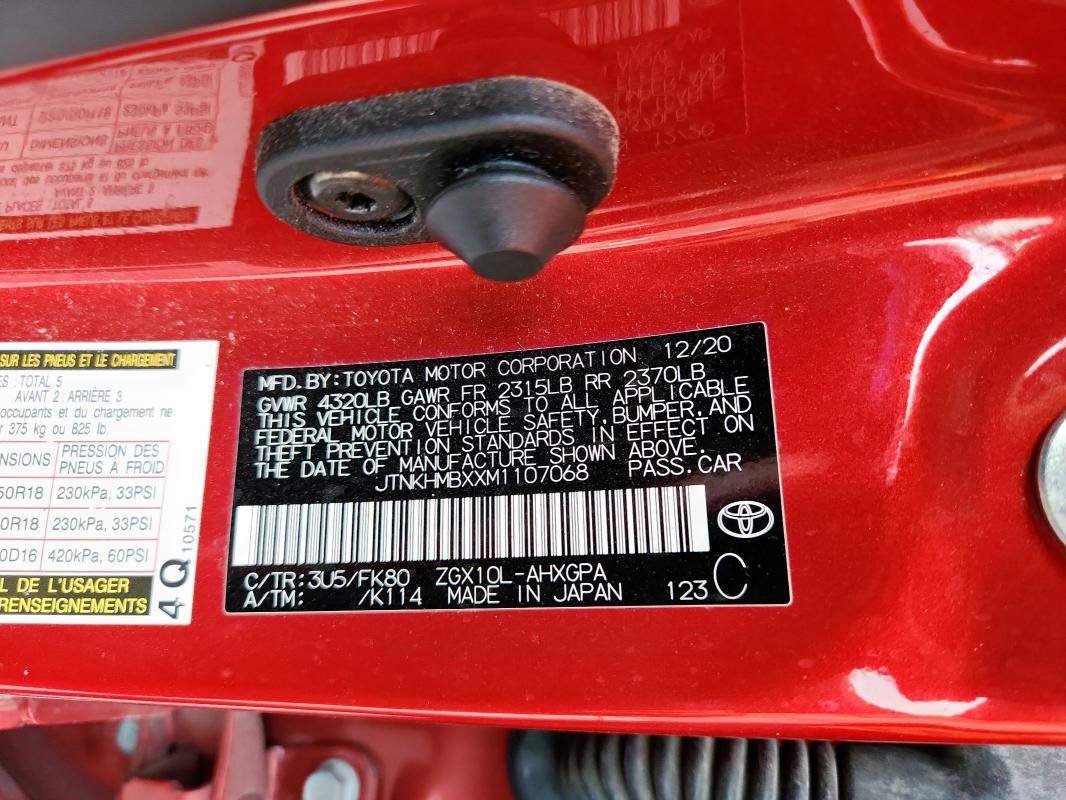 SUR LES PNEUS ET LE CHARGEMENT
TOTAL 5
AVANT 2 : ARRIÈRE 3
occupants et du chargement ne
375 kg ou 825 lb.
PRESSION DES
PNEUS À FROID
50R18 230kPa, 33PSI
0R18 230kPa, 33PSI
0D16 420kPa, 60PSI
DE L'USAGER
RENSEIGNEMENTS
4Q
10571
MFD. BY: TOYOTA MOTOR CORPORATION 12/20
GVWR 4320LB GAWR FR 2315LB RR 2370LB
THIS VEHICLE CONFORMS TO ALL APPLICABLE
FEDERAL MOTOR VEHICLE SAFETY, BUMPER, AND
THEFT PREVENTION STANDARDS IN EFFECT ON
THE DATE OF MANUFACTURE SHOWN ABOVE.
JTNKHMBXXM1107068 PASS. CAR
C/TR: 3U5/FK80 ZGX10L-AHXGPA
A/TM: /K114 MADE IN JAPAN 123 C